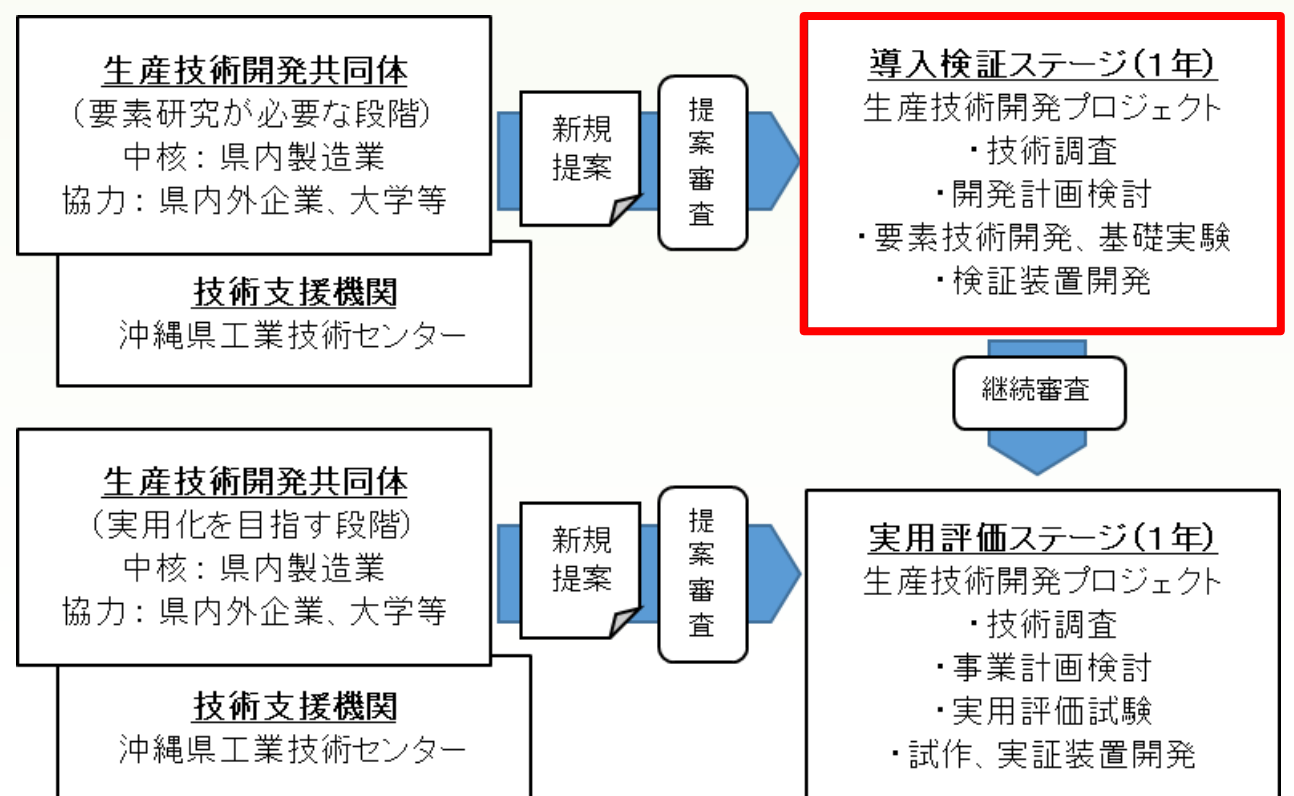 生産技術開発共同体
(要素研究が必要な段階)
中核：県内製造業
協力：県内外企業、大学等
技術支援機関
沖縄県工業技術センター
新規
提案
提案審査
導入検証ステージ(1年)
生産技術開発プロジェクト
・技術調査
・開発計画検討
・要素技術開発、基礎実験
・検証装置開発
継続審査
生産技術開発共同体
(実用化を目指す段階)
中核：県内製造業
協力：県内外企業、大学等
技術支援機関
沖縄県工業技術センター
新規
提案
提案審査
実用評価ステージ(1年)
生産技術開発プロジェクト
・技術調査
・事業計画検討
・実用評価試験
・試作、実証装置開発